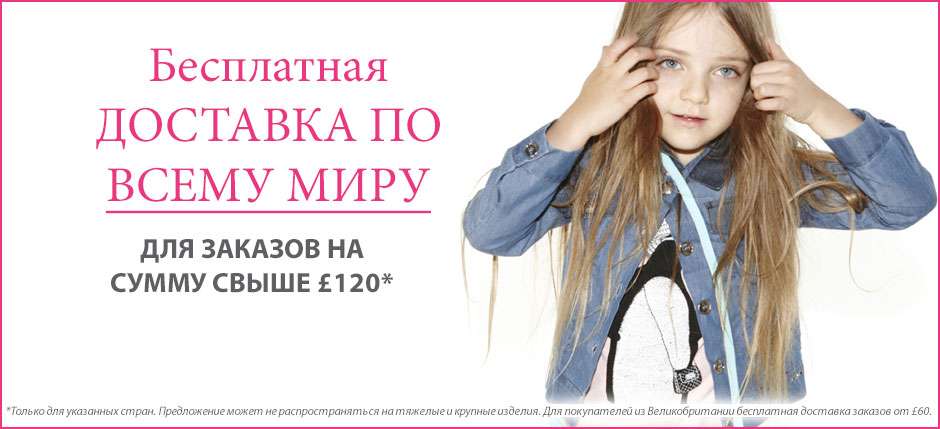 Бесплатная
ДОСТАВКА ПО
ВСЕМУ МИРУ
ДЛЯ ЗАКАЗОВ НА
СУММУ СВЫШЕ £120*
*Только для указанных стран. Предложение может не распространяться на тяжелые и крупные изделия. Для покупателей из Великобритании бесплатная доставка заказов от £60.